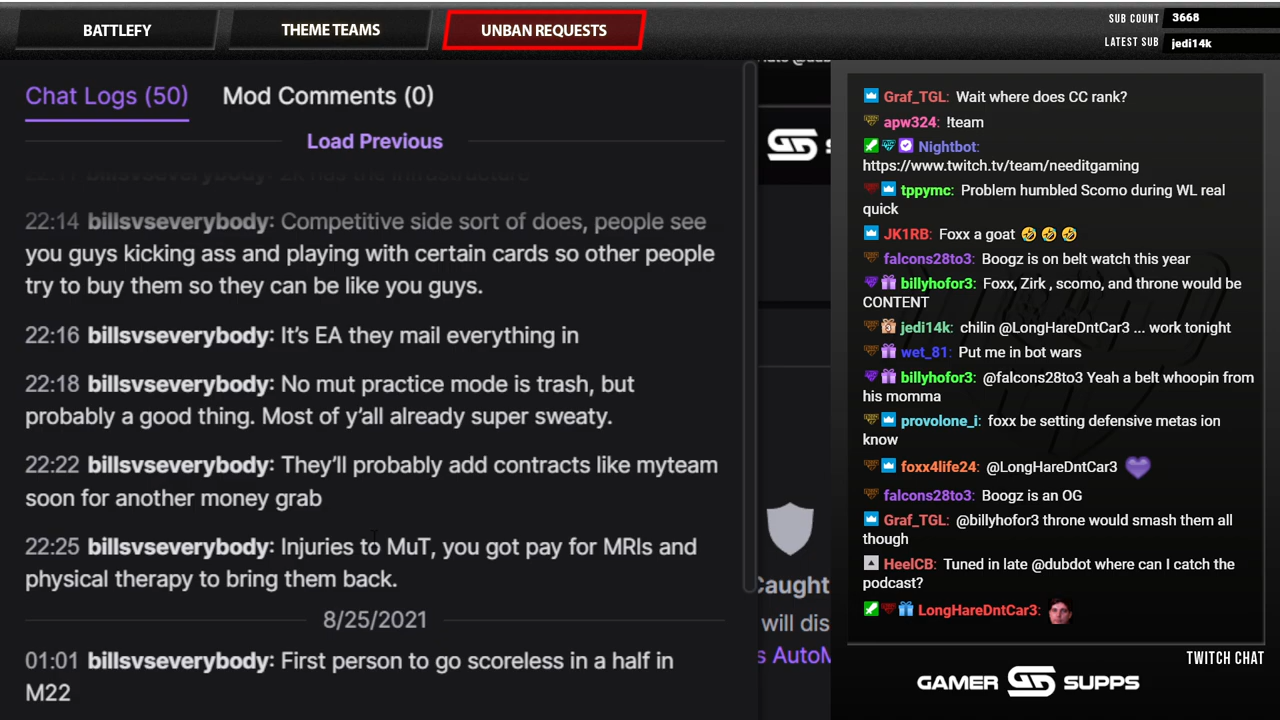 BATTLEFY
THEME TEAMS
UNBAN REQUESTS
SUB COUNT 3668
LATEST SUB jedi14k
Chat Logs (50) Mod Comments (0)
Load Previous
22:14 billsvseverybody: Competitive side sort of does, people see
you guys kicking ass and playing with certain cards so other people
try to buy them so they can be like you guys.
22:16 billsvseverybody: It's EA they mail everything in
22:18 billsvseverybody: No mut practice mode is trash, but
probably a good thing. Most of y'all already super sweaty.
22:22 billsvseverybody: They'll probably add contracts like myteam
soon for another money grab
22:25 billsvseverybody: Injuries to MuT, you got pay for MRIs and
physical therapy to bring them back.
8/25/2021
01:01 billsvseverybody: First person to go scoreless in a half in
M22
Caught
will dis
s AutoM
Graf_TGL: Wait where does CC rank?
apw324: !team
Nightbot:
https://www.twitch.tv/team/needitgaming
tppymc: Problem humbled Scomo during WL real
quick
JK1RB: Foxx a goat 🤣 🤣 🤣
falcons28to3: Boogz is on belt watch this year
billyhofor3: Foxx, Zirk , scomo, and throne would be
CONTENT
jedi14k: chilin @LongHareDntCar3 ... work tonight
wet_81: Put me in bot wars
billyhofor3: @falcons28to3 Yeah a belt whoopin from
his momma
provolone_i: foxx be setting defensive metas ion
know
foxx4life24: @LongHareDntCar3
falcons28to3: Boogz is an OG
Graf_TGL: @billyhofor3 throne would smash them all
though
HeelCB: Tuned in late @dubdot where can I catch the
podcast?
LongHareDntCar3:
TWITCH CHAT
GAMER SUPPS